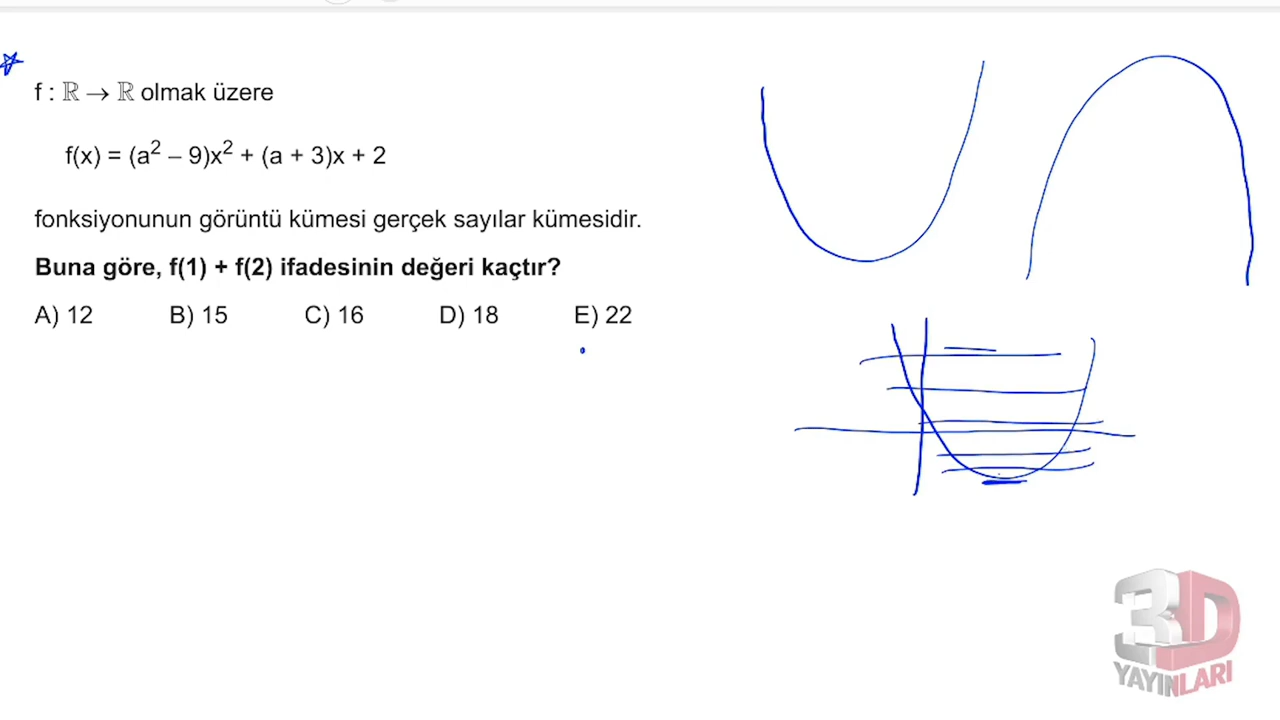 f : ℝ → ℝ olmak üzere
f(x) = (a² – 9)x² + (a + 3)x + 2
fonksiyonunun görüntü kümesi gerçek sayılar kümesidir.
Buna göre, f(1) + f(2) ifadesinin değeri kaçtır?
A) 12 B) 15 C) 16 D) 18 E) 22
3D
YAYINLARI